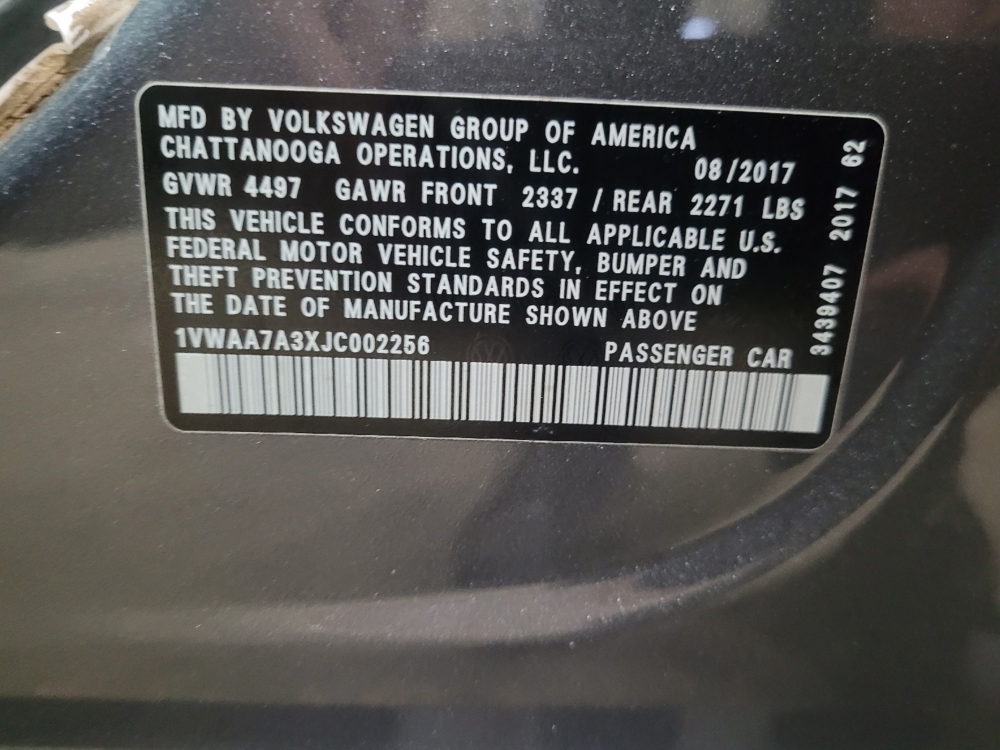 MFD BY VOLKSWAGEN GROUP OF AMERICA
CHATTANOOGA OPERATIONS, LLC. 08/2017
GVWR 4497 GAWR FRONT 2337 / REAR 2271 LBS
THIS VEHICLE CONFORMS TO ALL APPLICABLE U.S.
FEDERAL MOTOR VEHICLE SAFETY, BUMPER AND
THEFT PREVENTION STANDARDS IN EFFECT ON
THE DATE OF MANUFACTURE SHOWN ABOVE
1VWAA7A3XJC002256 PASSENGER CAR
3439407 2017 62